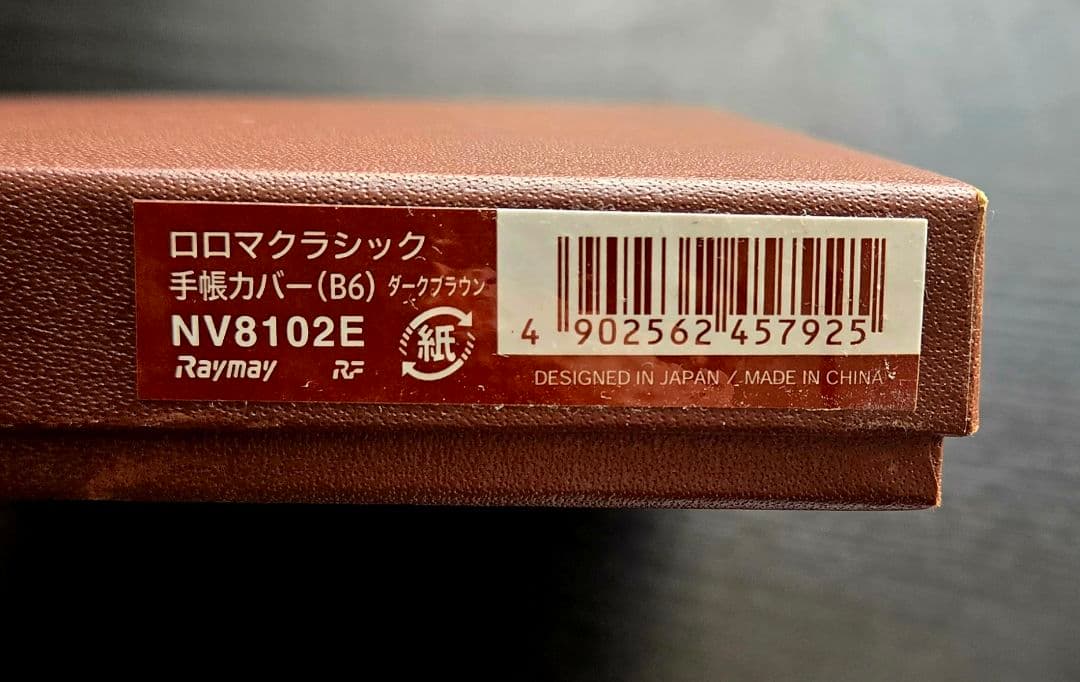 ロロマクラシック
手帳カバー(B6) ダークブラウン
NV8102E
Raymay RF
紙
4 902562 457925
DESIGNED IN JAPAN / MADE IN CHINA